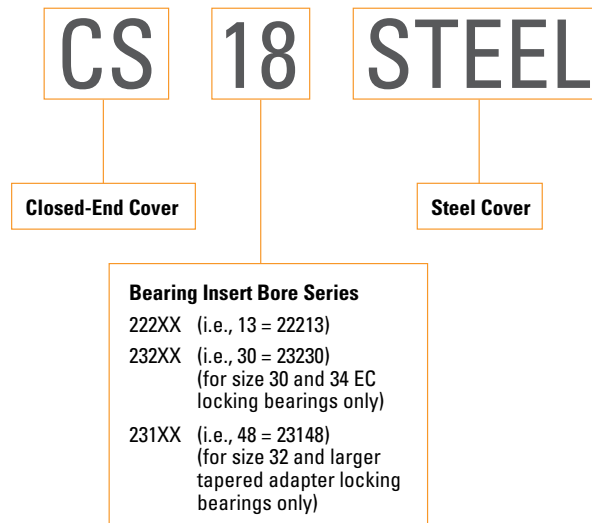 CS 18 STEEL
Closed-End Cover
Steel Cover
Bearing Insert Bore Series
222XX (i.e., 13 = 22213)
232XX (i.e., 30 = 23230)
(for size 30 and 34 EC
locking bearings only)
231XX (i.e., 48 = 23148)
(for size 32 and larger
tapered adapter locking
bearings only)